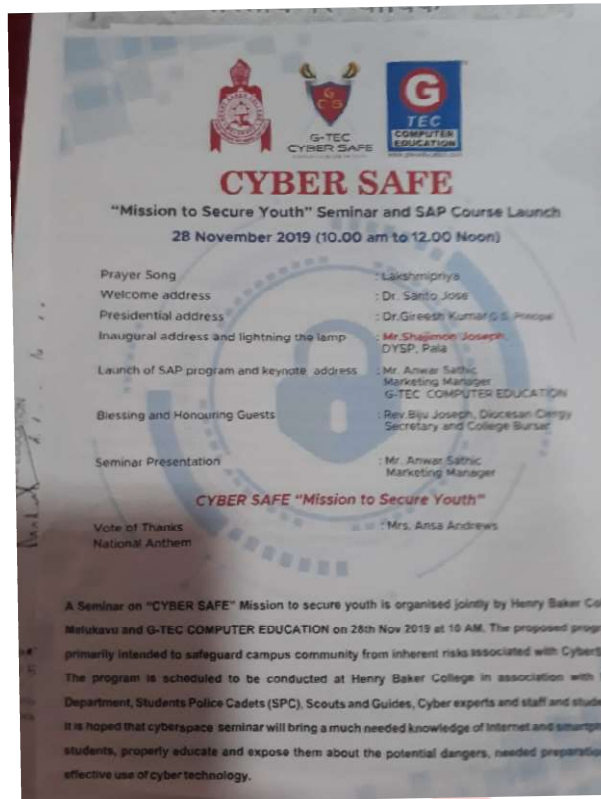 G
C S
G-TEC
CYBER SAFE
G
TEC
COMPUTER
EDUCATION
CYBER SAFE
"Mission to Secure Youth" Seminar and SAP Course Launch
28 November 2019 (10.00 am to 12.00 Noon)
Prayer Song : Lakshmipriya
Welcome address : Dr. Santo Jose
Presidential address : Dr.Gireesh Kumar G S, Principal
Inaugural address and lightning the lamp : Mr.Shajimon Joseph,
DYSP, Pala
Launch of SAP program and keynote address : Mr. Anwar Sathic
Marketing Manager
G-TEC COMPUTER EDUCATION
Blessing and Honouring Guests : Rev.Biju Joseph, Diocesan Clergy
Secretary and College Bursar
Seminar Presentation : Mr. Anwar Sathic
Marketing Manager
CYBER SAFE "Mission to Secure Youth"
Vote of Thanks : Mrs. Ansa Andrews
National Anthem
A Seminar on "CYBER SAFE" Mission to secure youth is organised jointly by Henry Baker Co
Melukavu and G-TEC COMPUTER EDUCATION on 28th Nov 2019 at 10 AM. The proposed progr
primarily intended to safeguard campus community from inherent risks associated with Cybers
The program is scheduled to be conducted at Henry Baker College in association with
Department, Students Police Cadets (SPC), Scouts and Guides, Cyber experts and staff and stude
It is hoped that cyberspace seminar will bring a much needed knowledge of Internet and smartph
students, properly educate and expose them about the potential dangers, needed preparatio
effective use of cyber technology.